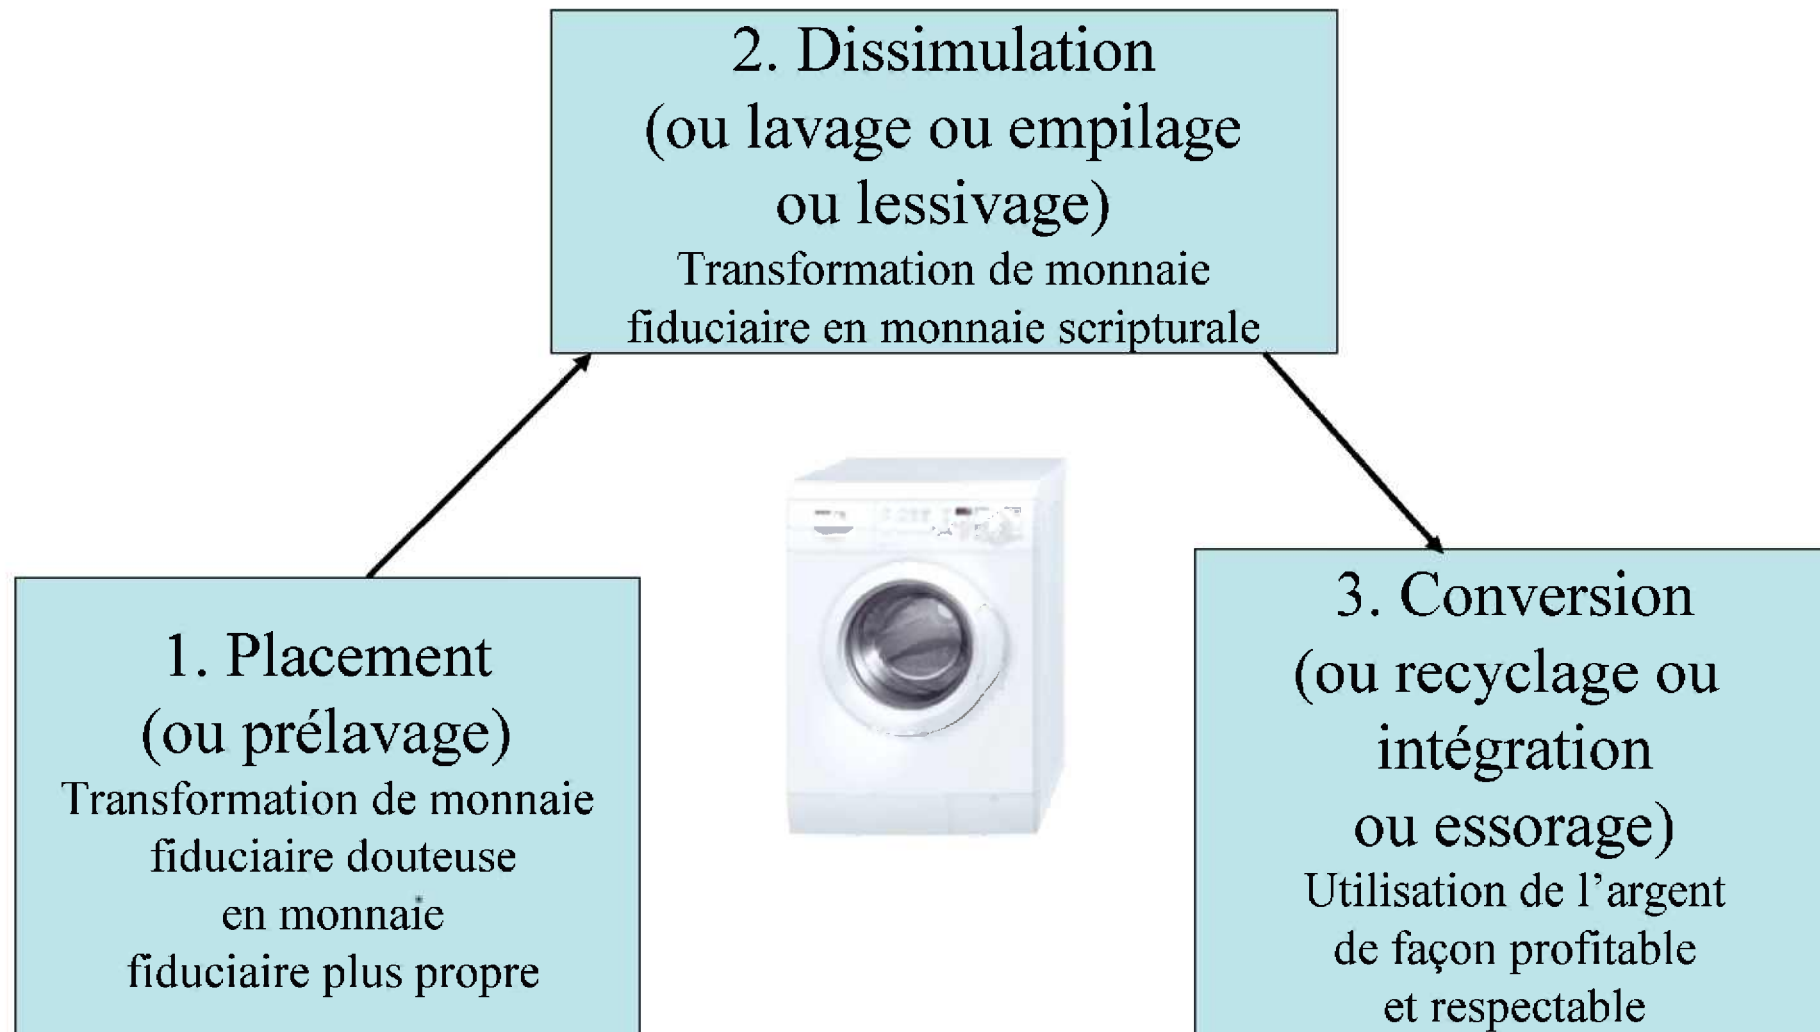 2. Dissimulation
(ou lavage ou empilage
ou lessivage)
Transformation de monnaie
fiduciaire en monnaie scripturale
1. Placement
(ou prélavage)
Transformation de monnaie
fiduciaire douteuse
en monnaie
fiduciaire plus propre
3. Conversion
(ou recyclage ou
intégration
ou essorage)
Utilisation de l’argent
de façon profitable
et respectable